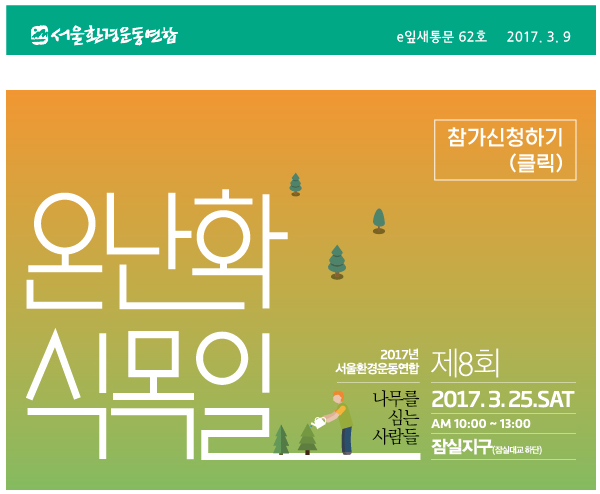 서울환경운동연합
e잎새통문 62호 2017. 3. 9
참가신청하기
(클릭)
온난화
식목일
2017년
서울환경운동연합
제8회
나무를
심는
사람들
2017. 3. 25.SAT
AM 10:00 ~ 13:00
잠실지구(잠실대교 하단)